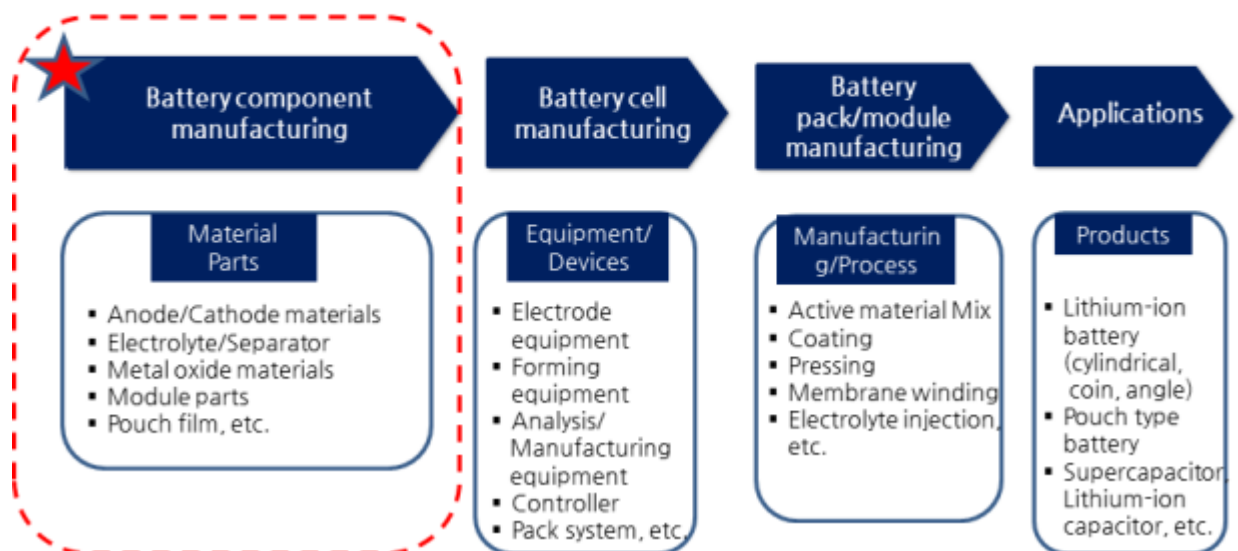 Battery component
manufacturing
Battery cell
manufacturing
Battery
pack/module
manufacturing
Applications
Material
Parts
▪ Anode/Cathode materials
▪ Electrolyte/Separator
▪ Metal oxide materials
▪ Module parts
▪ Pouch film, etc.
Equipment/
Devices
▪ Electrode
equipment
▪ Forming
equipment
▪ Analysis/
Manufacturing
equipment
▪ Controller
▪ Pack system, etc.
Manufacturin
g/Process
▪ Active material Mix
▪ Coating
▪ Pressing
▪ Membrane winding
▪ Electrolyte injection,
etc.
Products
▪ Lithium-ion
battery
(cylindrical,
coin, angle)
▪ Pouch type
battery
▪ Supercapacitor,
Lithium-ion
capacitor, etc.